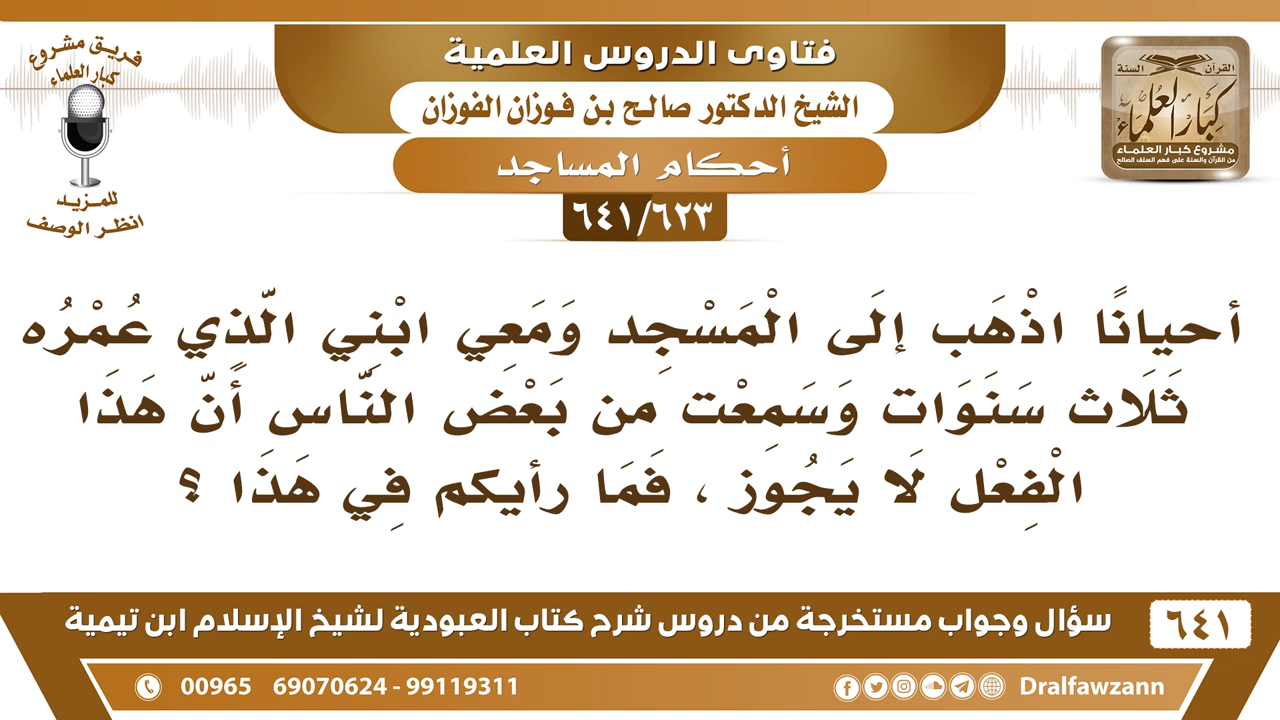 فتاوى الدروس العلمية
الشيخ الدكتور صالح بن فوزان الفوزان
أحكام المساجد
٦٤١/٦٢٣
القرآن السنة
كبار العلماء
مشروع كبار العلماء
من القرآن والسنة على فهم السلف الصالح
فريق مشروع
كبار العلماء
للمزيد
انظر الوصف
أحيانًا اذْهَب إلَى الْمَسْجِد وَمَعِي ابْنِي الَّذِي عُمْرُه
ثَلَاث سَنَوَات وَسَمِعْت من بَعْض النَّاس أَنّ هَذَا
الْفِعْل لَا يَجُوز ، فَمَا رأيكم فِي هَذَا ؟
٦٤١ سؤال وجواب مستخرجة من دروس شرح كتاب العبودية لشيخ الإسلام ابن تيمية
00965 69070624 - 99119311
Dralfawzann